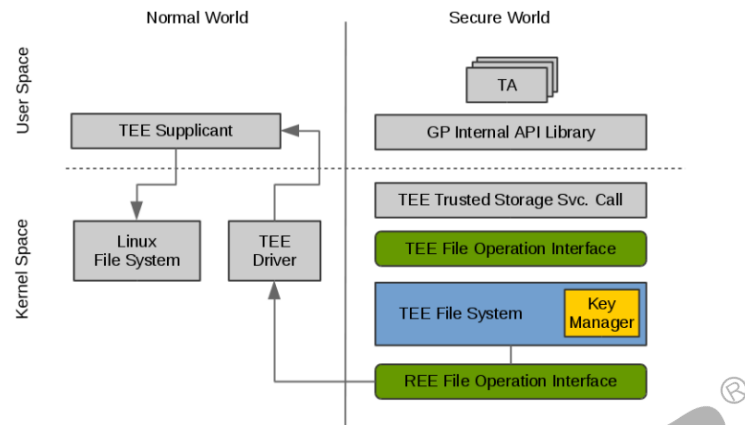 Normal World
Secure World
User Space
TA
TEE Supplicant
GP Internal API Library
Kernel Space
TEE Trusted Storage Svc. Call
Linux
File System
TEE
Driver
TEE File Operation Interface
TEE File System
Key
Manager
REE File Operation Interface
®